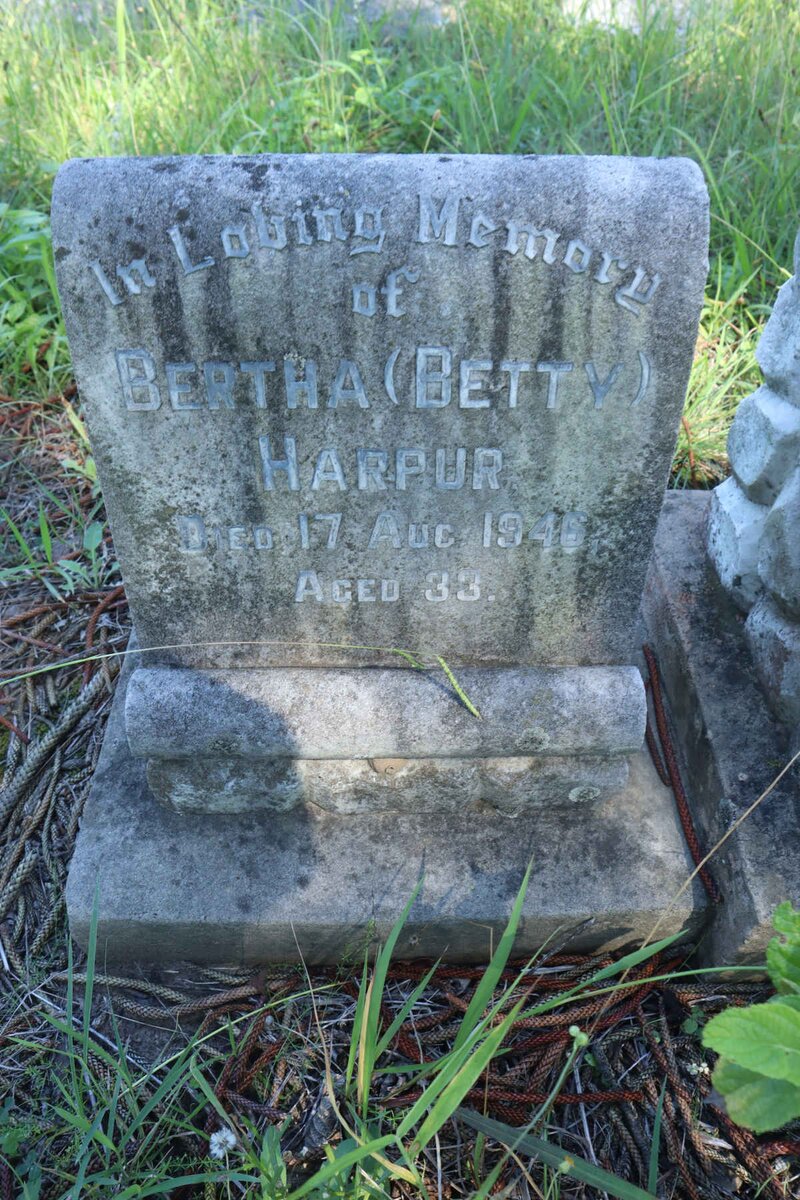 In Loving Memory
of
BERTHA (BETTY)
HARPUR
DIED 17 AUG 1946
AGED 33.